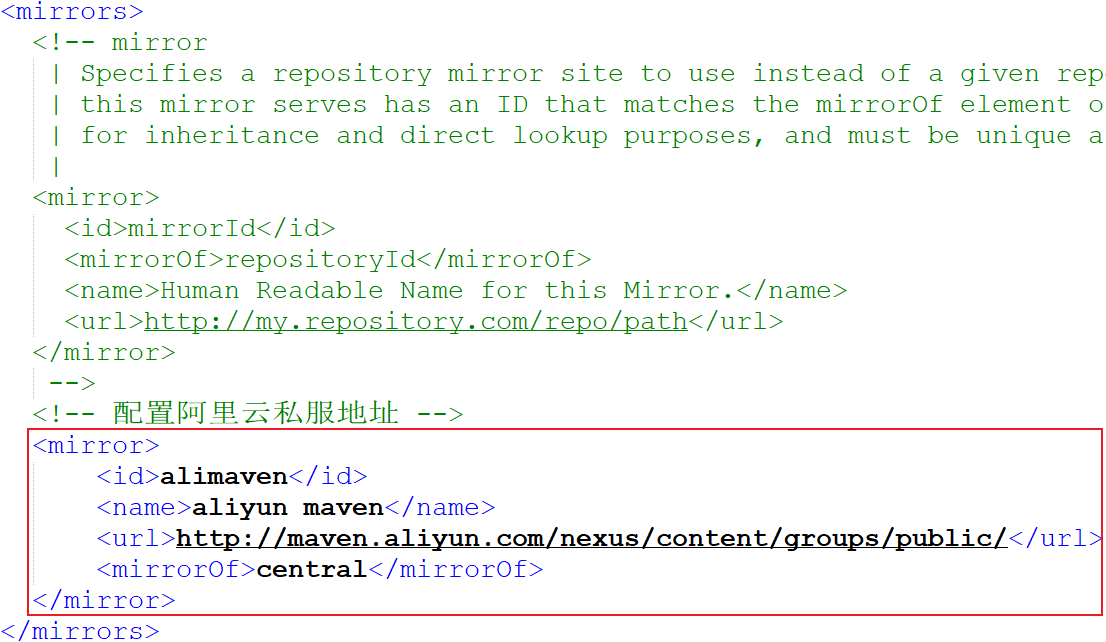 <mirrors>
<!-- mirror
| Specifies a repository mirror site to use instead of a given rep
| this mirror serves has an ID that matches the mirrorOf element o
| for inheritance and direct lookup purposes, and must be unique a
|
<mirror>
<id>mirrorId</id>
<mirrorOf>repositoryId</mirrorOf>
<name>Human Readable Name for this Mirror.</name>
<url>http://my.repository.com/repo/path</url>
</mirror>
-->
<!-- 配置阿里云私服地址 -->
<mirror>
<id>alimaven</id>
<name>aliyun maven</name>
<url>http://maven.aliyun.com/nexus/content/groups/public/</url>
<mirrorOf>central</mirrorOf>
</mirror>
</mirrors>